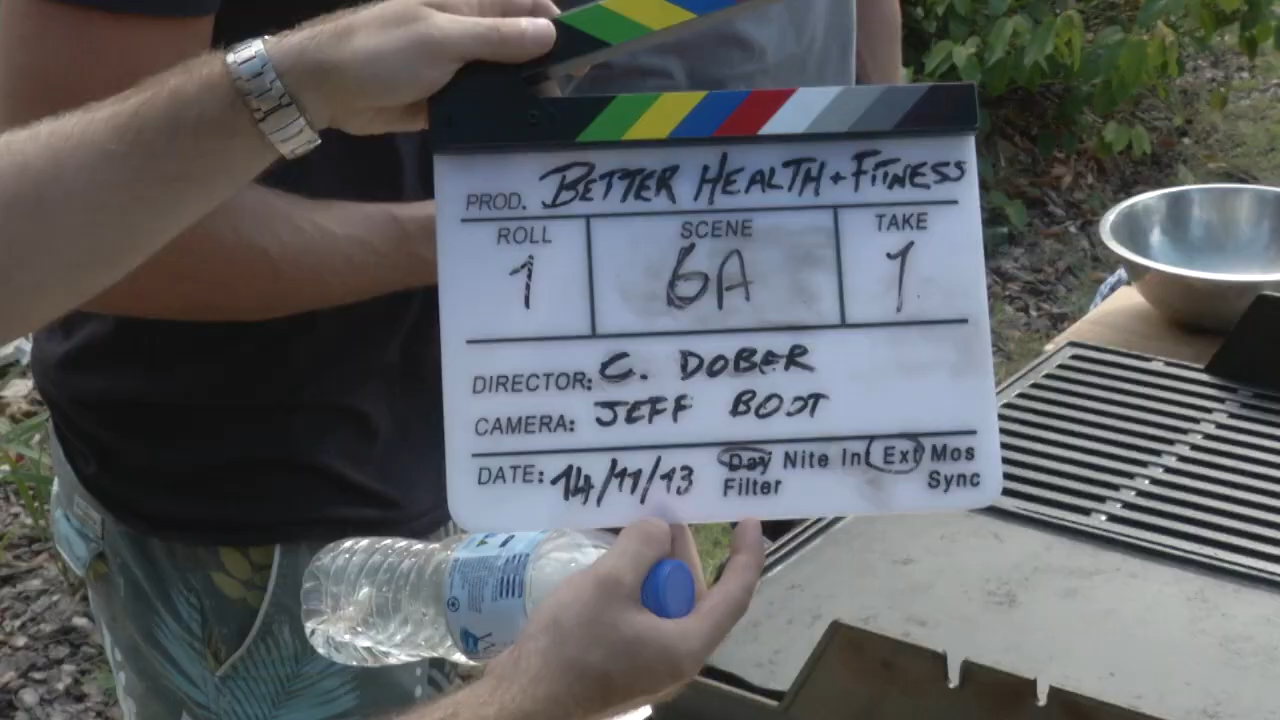 PROD. BETTER HEALTH + FITNESS
ROLL SCENE TAKE
1 6A 1
DIRECTOR: C. DOBER
CAMERA: JEFF BOOT
DATE: 14/11/13 Day Nite Int Ext Mos
Filter Sync